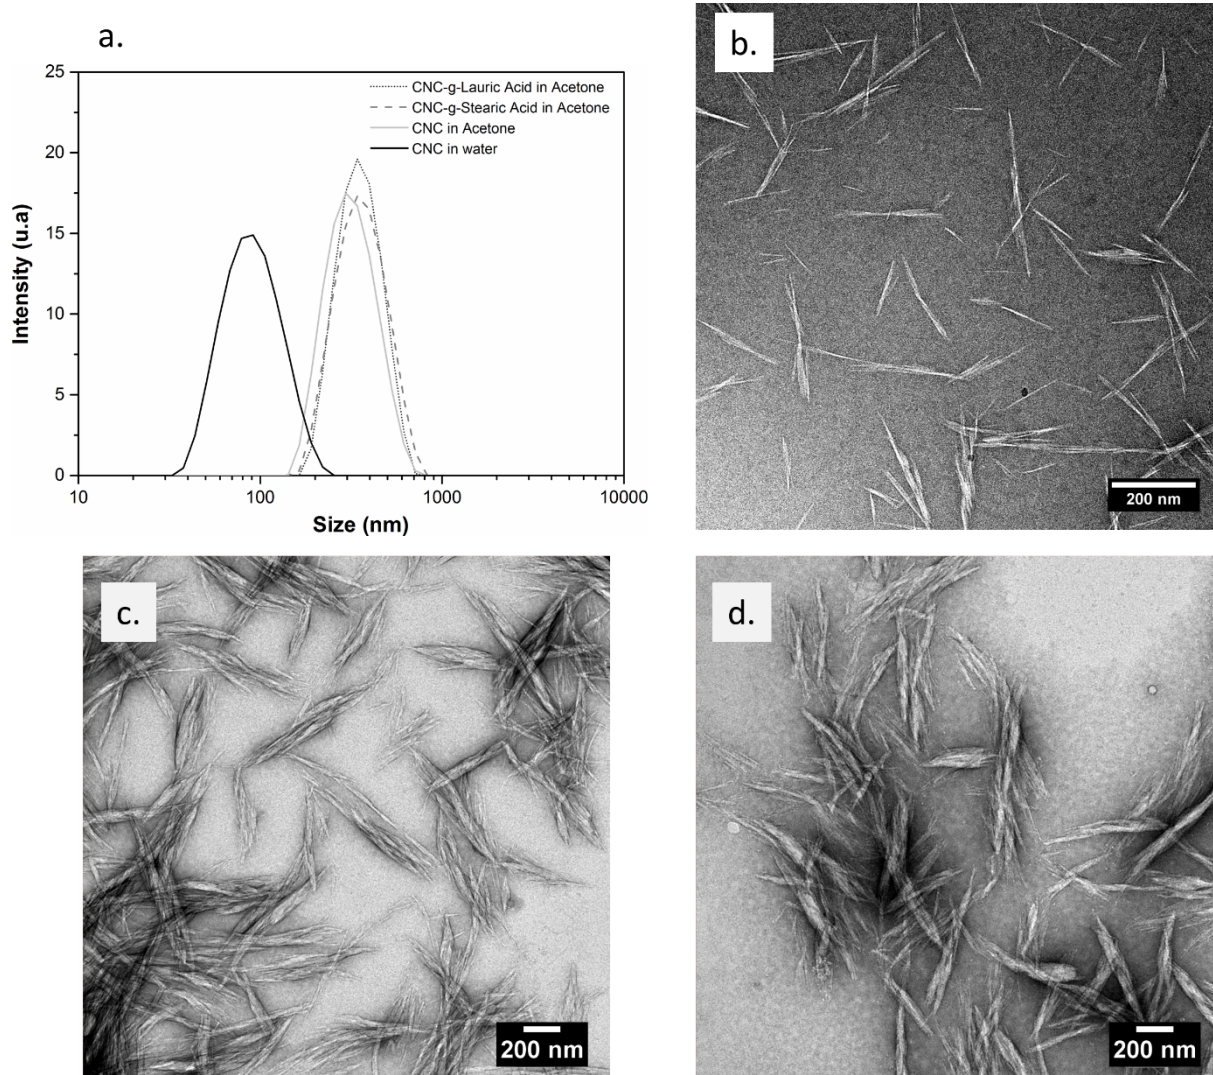 a.
25
20
15
10
5
0
Intensity (u.a)
CNC-g-Lauric Acid in Acetone
CNC-g-Stearic Acid in Acetone
CNC in Acetone
CNC in water
10 100 1000 10000
Size (nm)
b.
200 nm
c.
200 nm
d.
200 nm